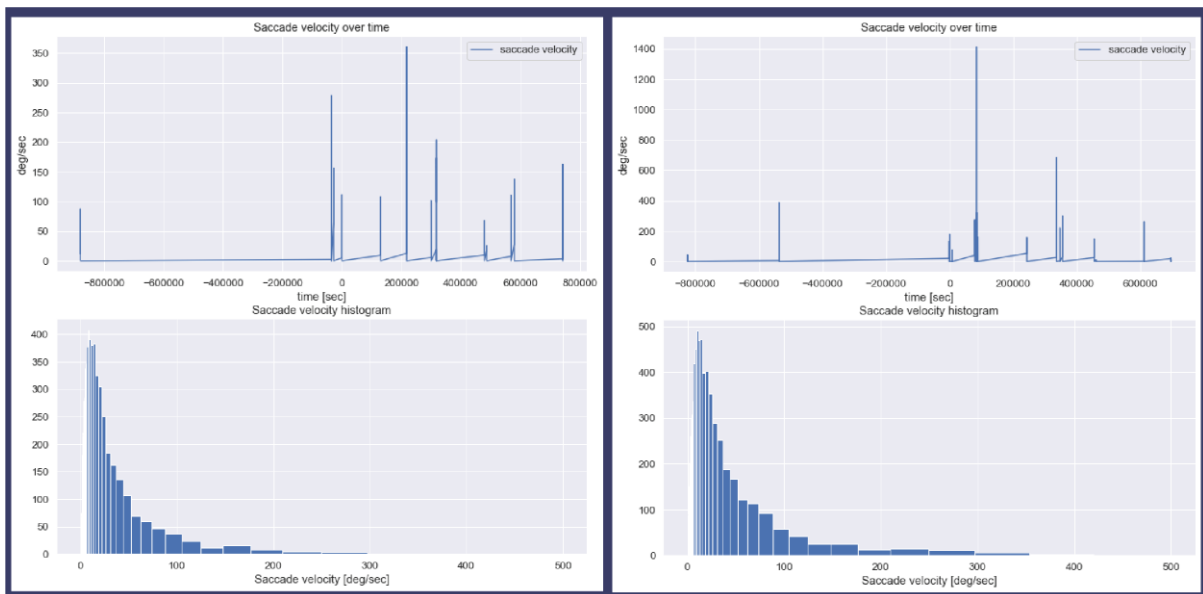 Saccade velocity over time
saccade velocity
deg/sec
350
300
250
200
150
100
50
0
−800000 −600000 −400000 −200000 0 200000 400000 600000 800000
time [sec]
Saccade velocity histogram
400
350
300
250
200
150
100
50
0
0 100 200 300 400 500
Saccade velocity [deg/sec]
Saccade velocity over time
saccade velocity
deg/sec
1400
1200
1000
800
600
400
200
0
−800000 −600000 −400000 −200000 0 200000 400000 600000
time [sec]
Saccade velocity histogram
500
400
300
200
100
0
0 100 200 300 400 500
Saccade velocity [deg/sec]